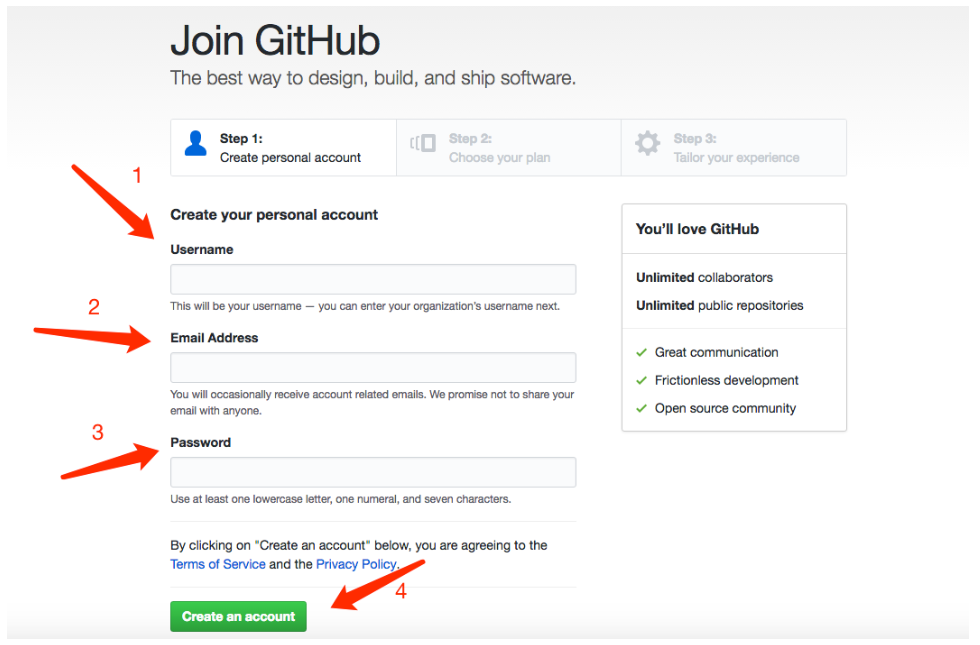 Join GitHub
The best way to design, build, and ship software.
Step 1:
Create personal account
Step 2:
Choose your plan
Step 3:
Tailor your experience
1
Create your personal account
Username
This will be your username — you can enter your organization's username next.
2
Email Address
You will occasionally receive account related emails. We promise not to share your
email with anyone.
3
Password
Use at least one lowercase letter, one numeral, and seven characters.
By clicking on "Create an account" below, you are agreeing to the
Terms of Service and the Privacy Policy.
4
Create an account
You'll love GitHub
Unlimited collaborators
Unlimited public repositories
Great communication
Frictionless development
Open source community